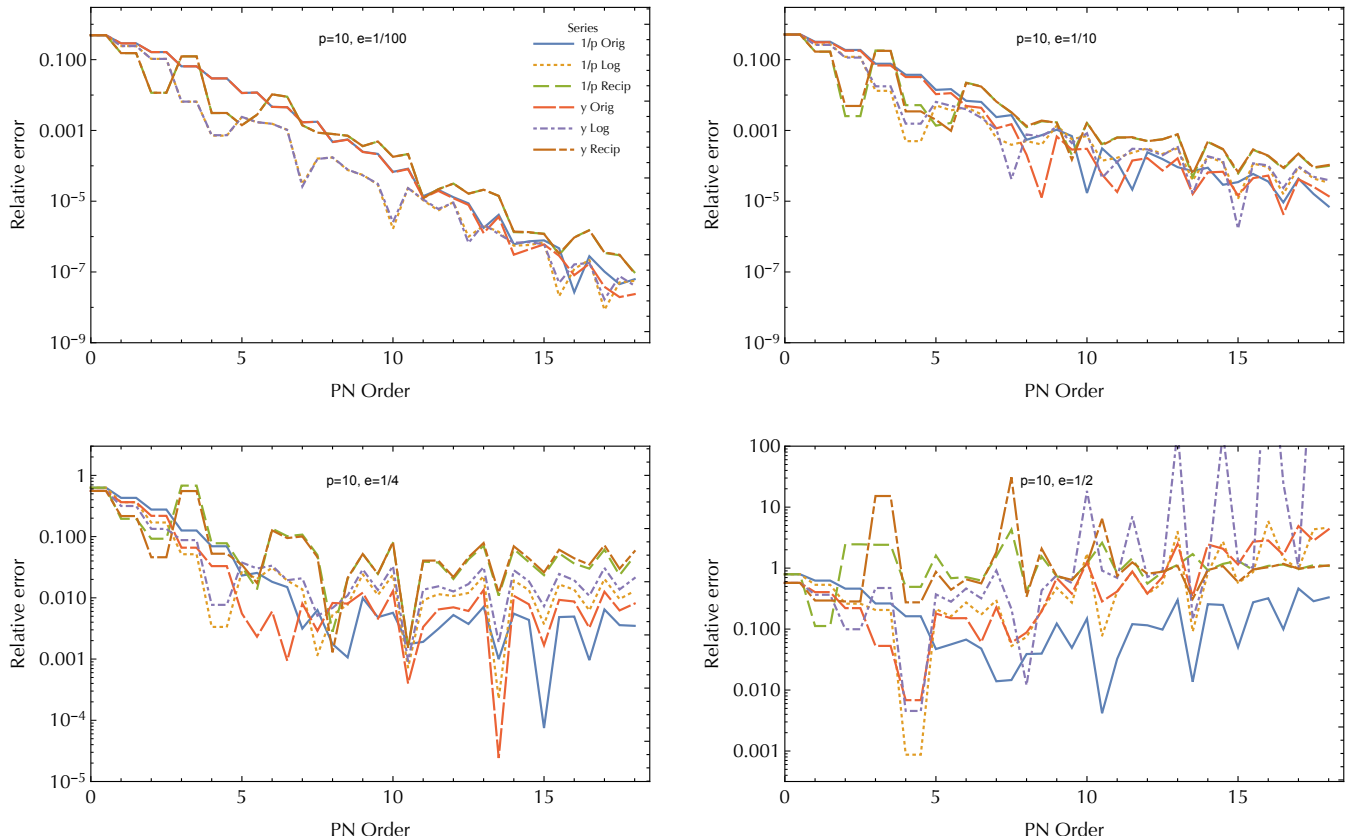 p=10, e=1/100
Series
1/p Orig
1/p Log
1/p Recip
y Orig
y Log
y Recip
0.100
0.001
10⁻⁵
10⁻⁷
10⁻⁹
Relative error
0
5
10
15
PN Order
p=10, e=1/10
0.100
0.001
10⁻⁵
10⁻⁷
10⁻⁹
Relative error
0
5
10
15
PN Order
p=10, e=1/4
1
0.100
0.010
0.001
10⁻⁴
10⁻⁵
Relative error
0
5
10
15
PN Order
p=10, e=1/2
100
10
1
0.100
0.010
0.001
Relative error
0
5
10
15
PN Order